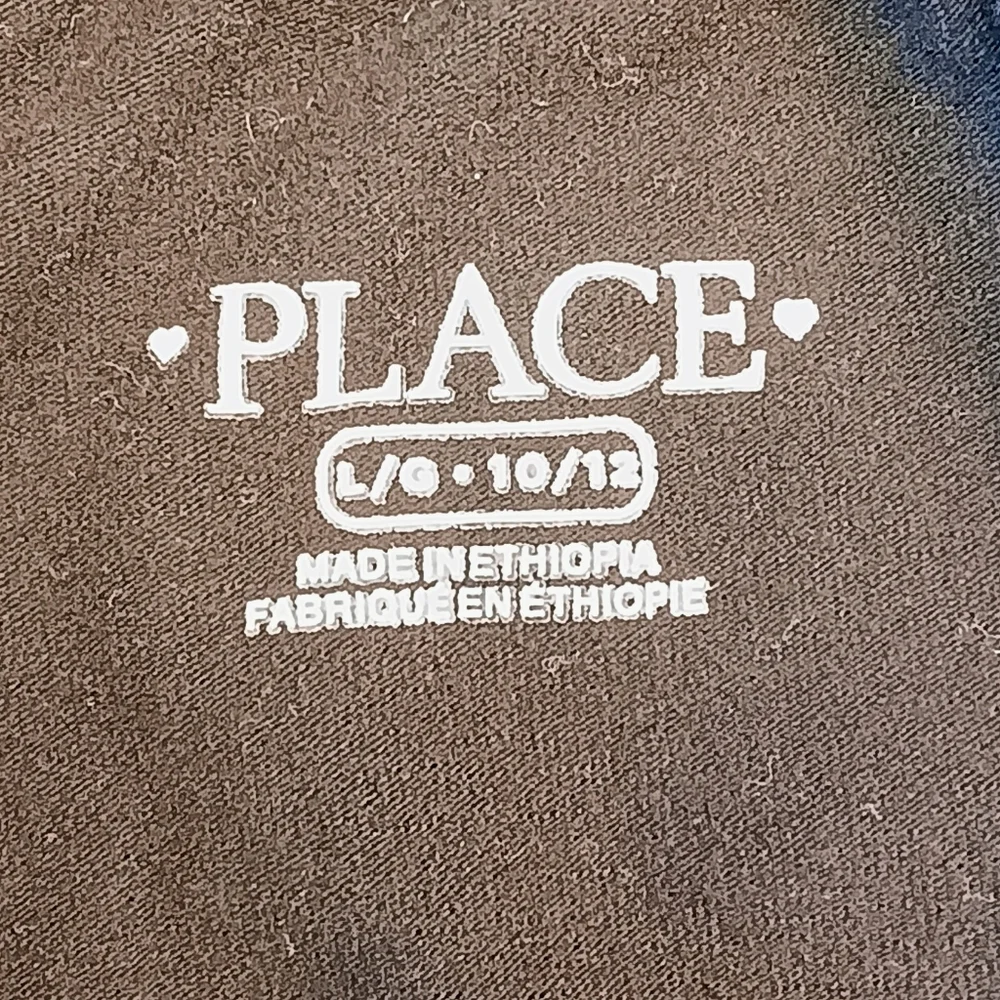 PLACE
L/G • 10/12
MADE IN ETHIOPIA
FABRIQUÉ EN ÉTHIOPIE